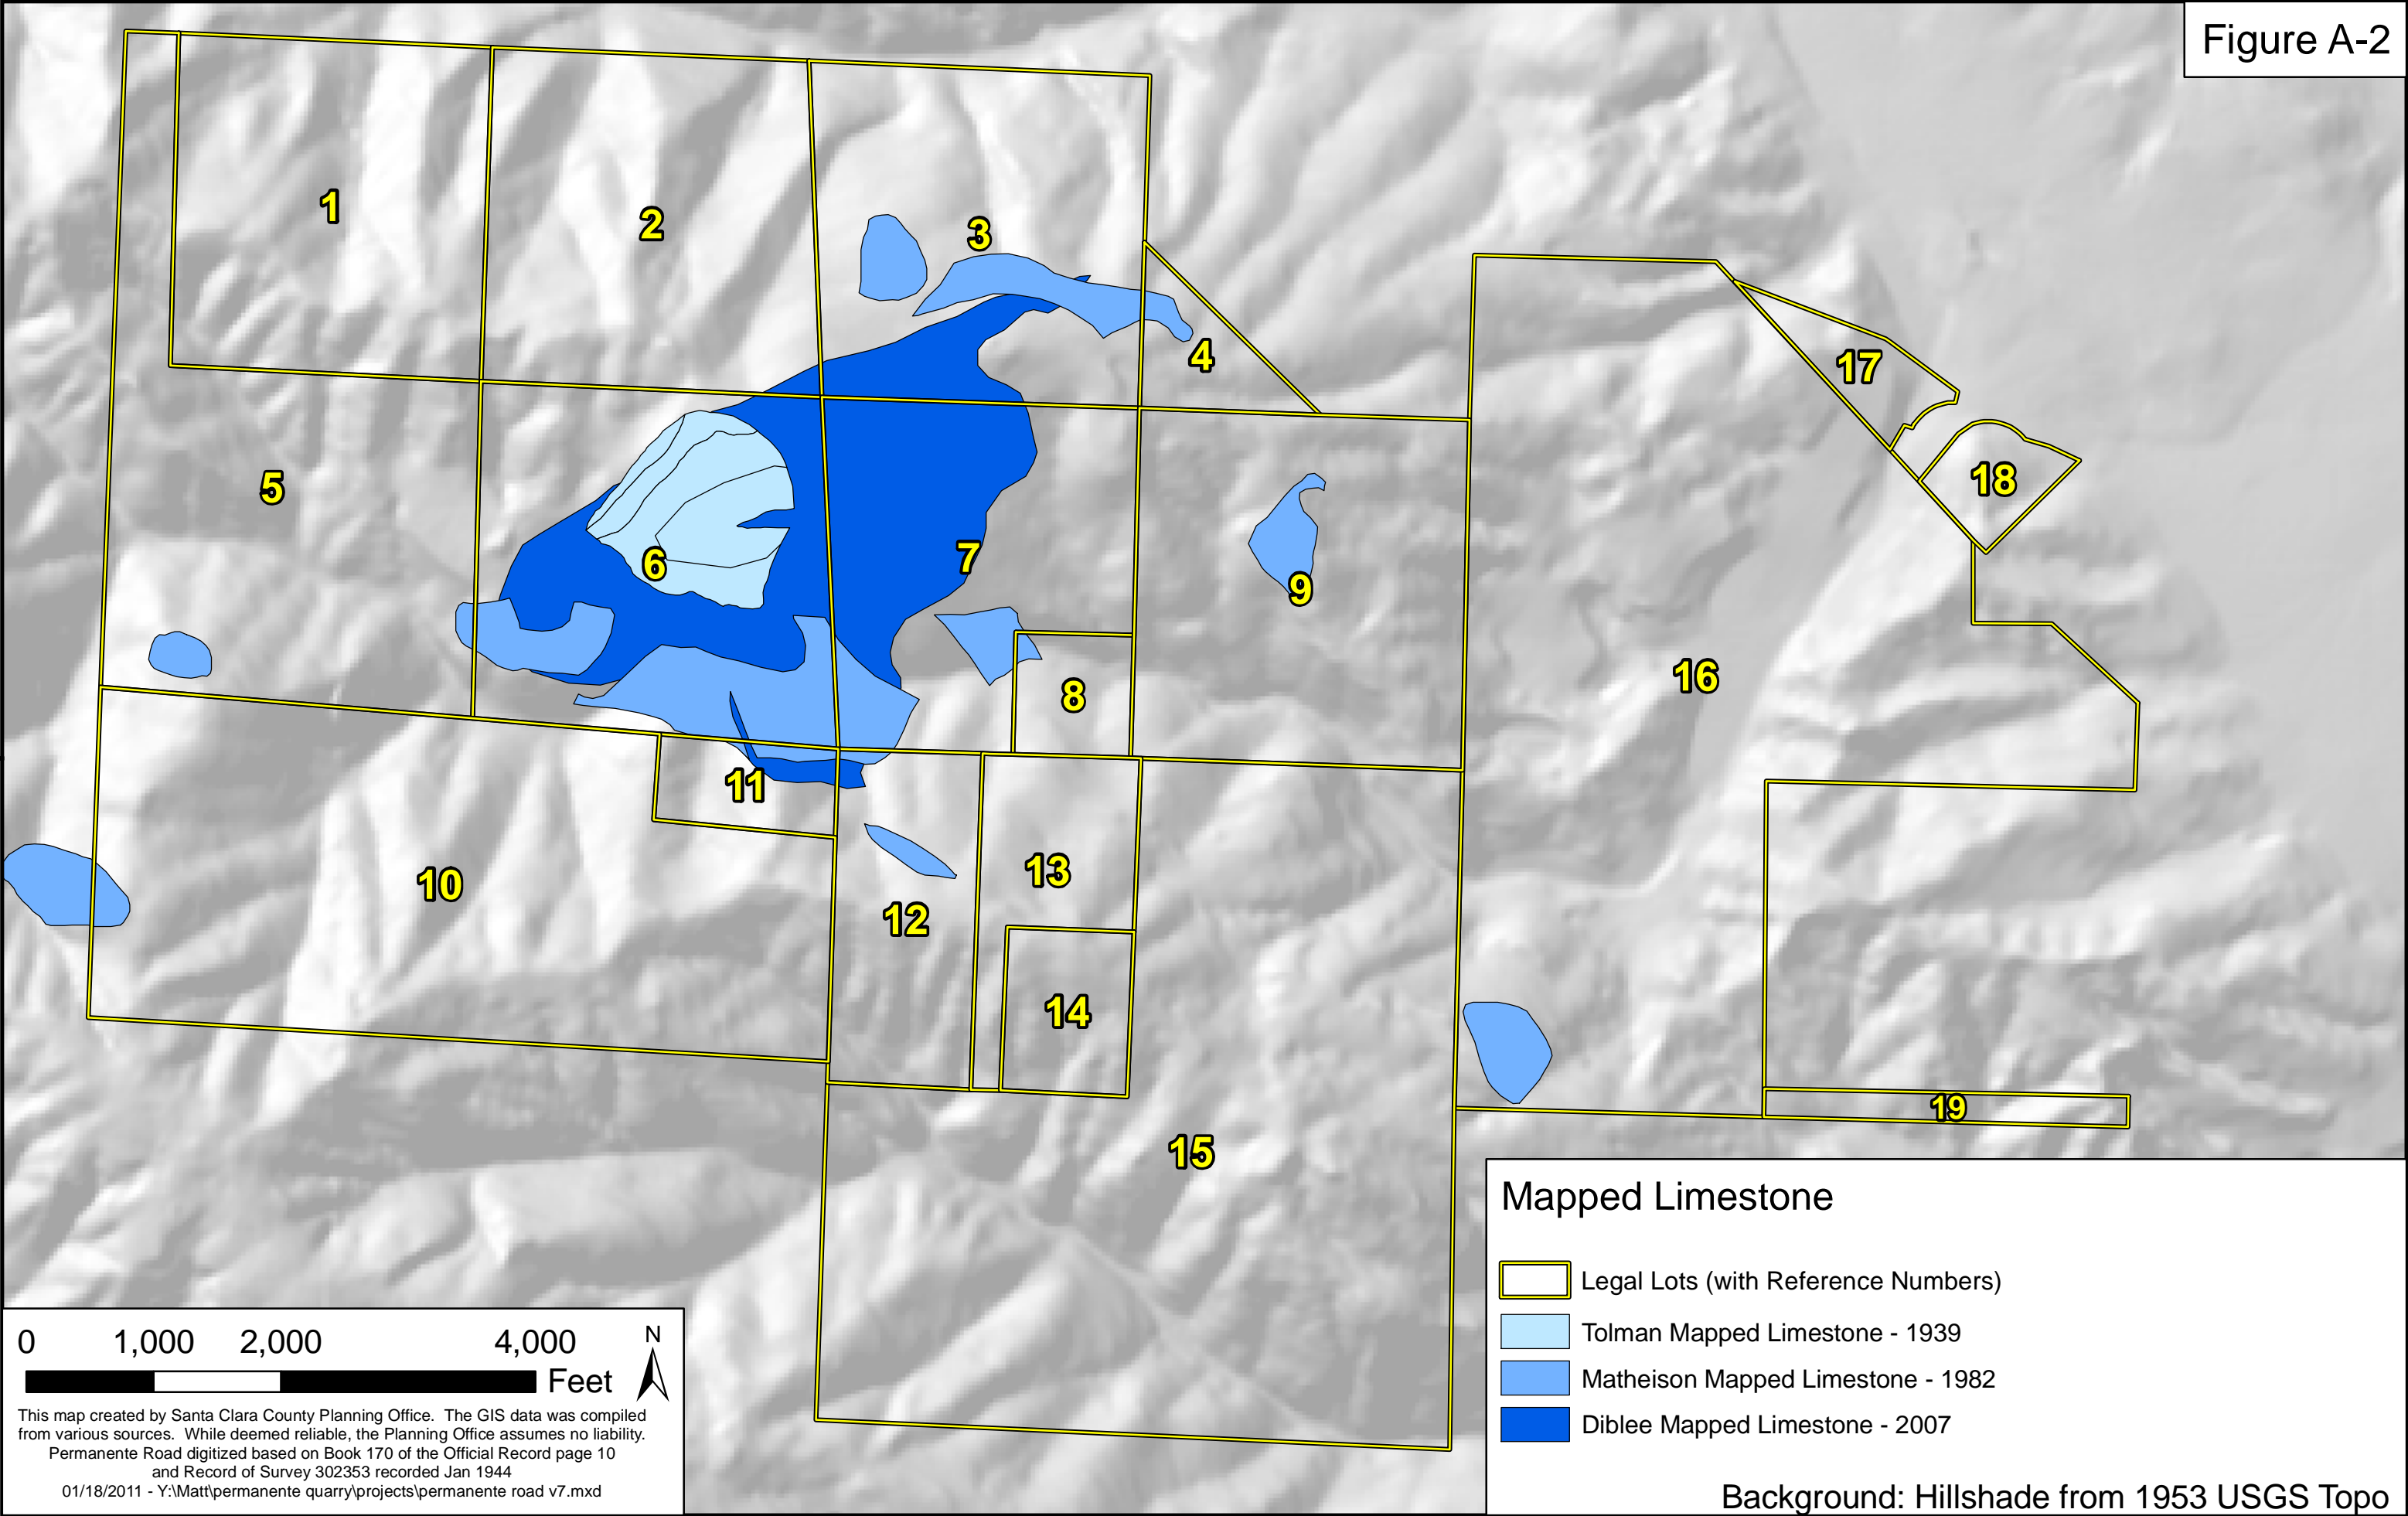 Figure A-2
1
2
3
4
5
6
7
8
9
10
11
12
13
14
15
16
17
18
19
Mapped Limestone
Legal Lots (with Reference Numbers)
Tolman Mapped Limestone - 1939
Matheison Mapped Limestone - 1982
Diblee Mapped Limestone - 2007
Background: Hillshade from 1953 USGS Topo
0 1,000 2,000 4,000
Feet
N
This map created by Santa Clara County Planning Office. The GIS data was compiled
from various sources. While deemed reliable, the Planning Office assumes no liability.
Permanente Road digitized based on Book 170 of the Official Record page 10
and Record of Survey 302353 recorded Jan 1944
01/18/2011 - Y:\Matt\permanente quarry\projects\permanente road v7.mxd